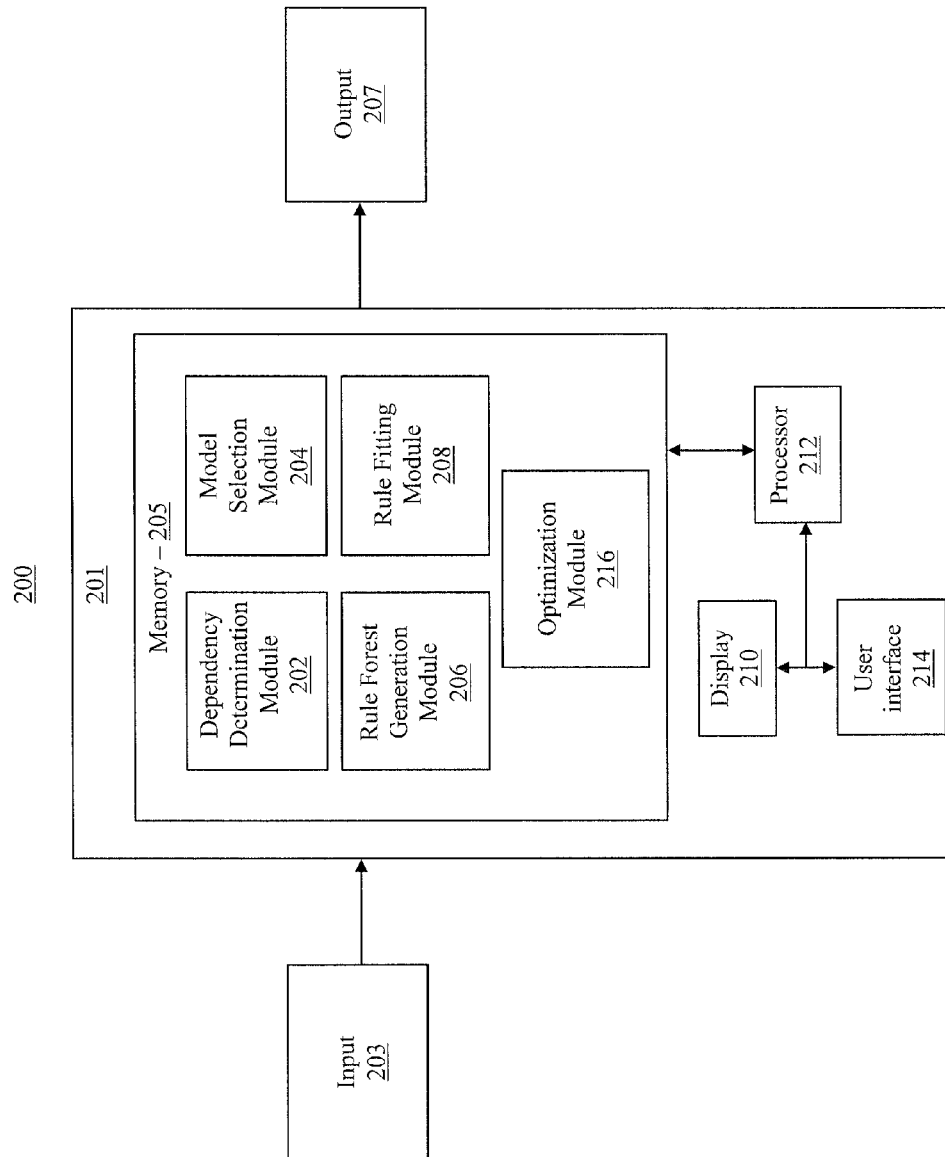 200
201
Memory – 205
Dependency
Determination
Module
202
Model
Selection
Module
204
Rule Forest
Generation
Module
206
Rule Fitting
Module
208
Optimization
Module
216
Input
203
Output
207
Display
210
User
interface
214
Processor
212